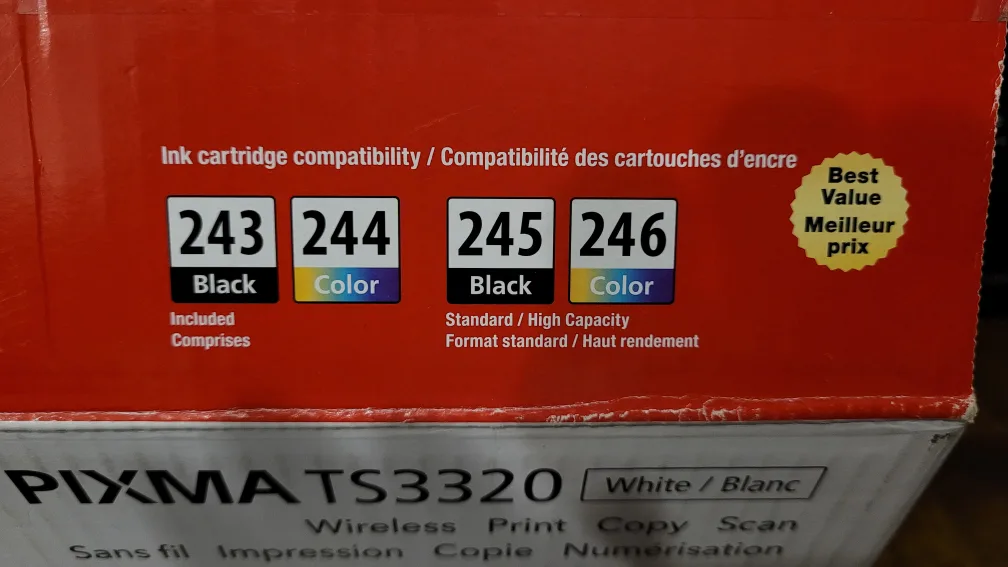 Ink cartridge compatibility / Compatibilité des cartouches d'encre
Best
Value
Meilleur
prix
243
Black
244
Color
245
Black
246
Color
Included
Comprises
Standard / High Capacity
Format standard / Haut rendement
PIXMA TS3320 White / Blanc
Wireless Print Copy Scan
Sans fil Impression Copie Numérisation